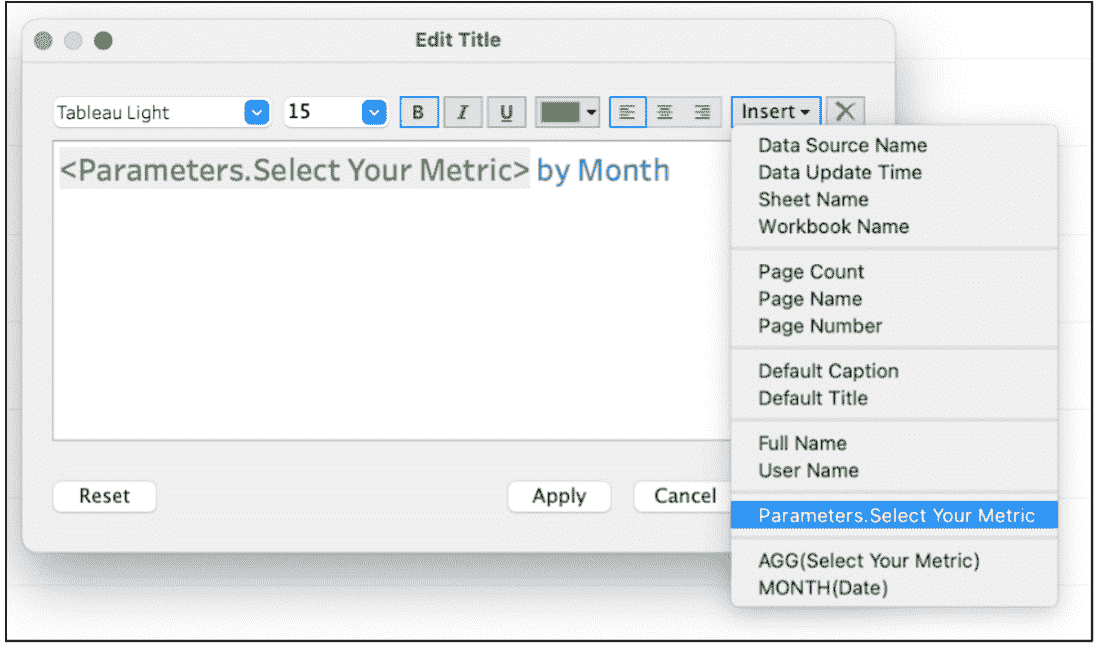 Edit Title
Tableau Light 15 B I U Insert
<Parameters.Select Your Metric> by Month
Data Source Name
Data Update Time
Sheet Name
Workbook Name
Page Count
Page Name
Page Number
Default Caption
Default Title
Full Name
User Name
Parameters.Select Your Metric
AGG(Select Your Metric)
MONTH(Date)
Reset Apply Cancel